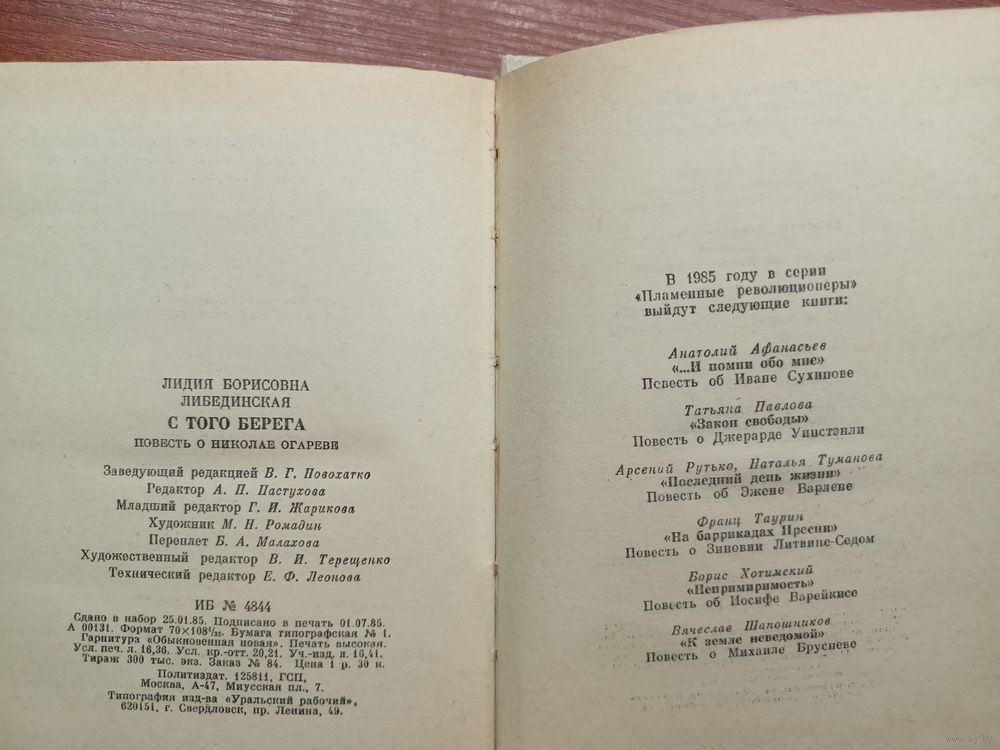 ЛИДИЯ БОРИСОВНА
ЛИБЕДИНСКАЯ
С ТОГО БЕРЕГА
ПОВЕСТЬ О НИКОЛАЕ ОГАРЕВЕ
Заведующий редакцией В. Г. Новохатко
Редактор А. П. Пастухова
Младший редактор Г. И. Жарикова
Художник М. Н. Ромадин
Переплет Б. А. Малахова
Художественный редактор В. И. Терещенко
Технический редактор Е. Ф. Леонова
ИБ № 4844
Сдано в набор 25.01.85. Подписано в печать 01.07.85.
А 00131. Формат 70×108¹/₃₂. Бумага типографская № 1.
Гарнитура «Обыкновенная новая». Печать высокая.
Усл. печ. л. 16,36. Усл. кр.-отт. 20,21. Уч.-изд. л. 16,41.
Тираж 300 тыс. экз. Заказ № 84. Цена 1 р. 30 к.
Политиздат. 125811, ГСП,
Москва, А-47, Миусская пл., 7.
Типография изд-ва «Уральский рабочий»,
620151, г. Свердловск, пр. Ленина, 49.
В 1985 году в серии
«Пламенные революционеры»
выйдут следующие книги:
Анатолий Афанасьев
«...И помни обо мне»
Повесть об Иване Сухинове
Татьяна Павлова
«Закон свободы»
Повесть о Джерарде Уинстэнли
Арсений Рутько, Наталья Туманова
«Последний день жизни»
Повесть об Эжене Варлене
Франц Таурин
«На баррикадах Пресни»
Повесть о Зиновии Литвине-Седом
Борис Хотимский
«Непримиримость»
Повесть об Иосифе Варейкисе
Вячеслав Шапошников
«К земле неведомой»
Повесть о Михаиле Брусневе
www.ay.by